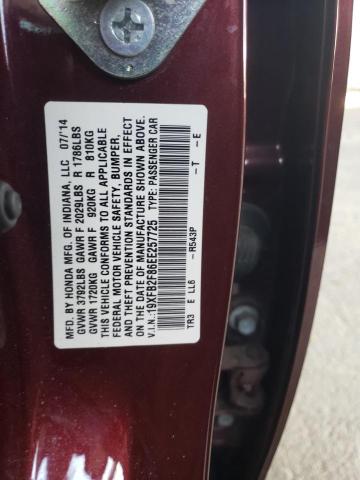 MFD. BY HONDA MFG. OF INDIANA, LLC 07/14
GVWR 3792LBS GAWR F 2029LBS R 1786LBS
GVWR 1720KG GAWR F 920KG R 810KG
THIS VEHICLE CONFORMS TO ALL APPLICABLE
FEDERAL MOTOR VEHICLE SAFETY, BUMPER,
AND THEFT PREVENTION STANDARDS IN EFFECT
ON THE DATE OF MANUFACTURE SHOWN ABOVE.
V.I.N.:19XFB2F86EE257725 TYPE: PASSENGER CAR
- R543P - T - E
TR3 E LL6